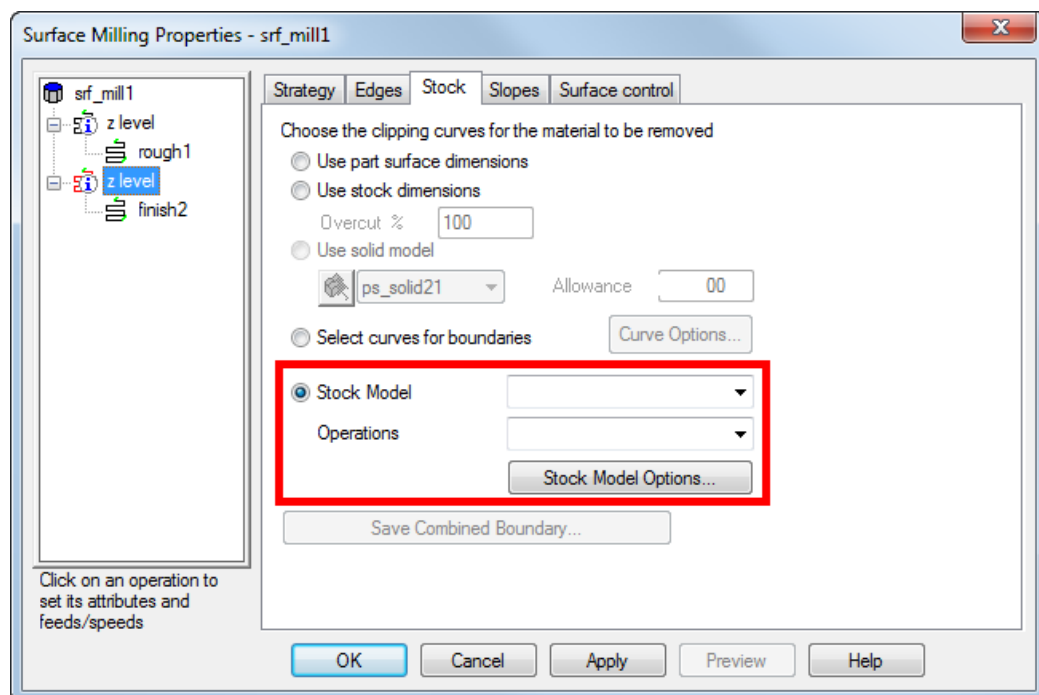 Surface Milling Properties - srf_mill1
srf_mill1
z level
rough1
z level
finish2
Click on an operation to
set its attributes and
feeds/speeds
Strategy Edges Stock Slopes Surface control
Choose the clipping curves for the material to be removed
Use part surface dimensions
Use stock dimensions
Overcut % 100
Use solid model
ps_solid21 Allowance 00
Select curves for boundaries Curve Options...
Stock Model
Operations
Stock Model Options...
Save Combined Boundary...
OK Cancel Apply Preview Help